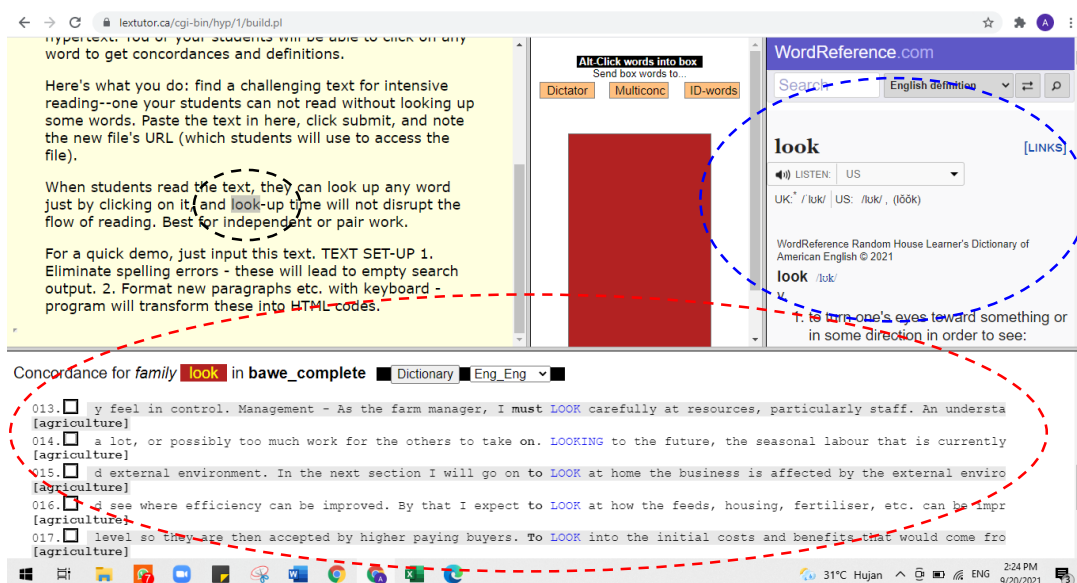 lextutor.ca/cgi-bin/hyp/1/build.pl
A
word to get concordances and definitions.
Here's what you do: find a challenging text for intensive
reading--one your students can not read without looking up
some words. Paste the text in here, click submit, and note
the new file's URL (which students will use to access the
file).
When students read the text, they can look up any word
just by clicking on it, and look-up time will not disrupt the
flow of reading. Best for independent or pair work.
For a quick demo, just input this text. TEXT SET-UP 1.
Eliminate spelling errors - these will lead to empty search
output. 2. Format new paragraphs etc. with keyboard -
program will transform these into HTML codes.
Alt-Click words into box
Send box words to...
Dictator Multiconc ID-words
WordReference.com
Search English definition
look [LINKS]
LISTEN: US
UK:* /ˈlʊk/ US: /lʊk/ , (lo͝ok)
WordReference Random House Learner's Dictionary of
American English © 2021
look /lʊk/
v.
1. to turn one's eyes toward something or
in some direction in order to see:
Concordance for family look in bawe_complete Dictionary Eng_Eng
013. y feel in control. Management - As the farm manager, I must LOOK carefully at resources, particularly staff. An understa
[agriculture]
014. a lot, or possibly too much work for the others to take on. LOOKING to the future, the seasonal labour that is currently
[agriculture]
015. d external environment. In the next section I will go on to LOOK at home the business is affected by the external enviro
[agriculture]
016. d see where efficiency can be improved. By that I expect to LOOK at how the feeds, housing, fertiliser, etc. can be impr
[agriculture]
017. level so they are then accepted by higher paying buyers. To LOOK into the initial costs and benefits that would come fro
[agriculture]
31°C Hujan ENG 2:24 PM
9/20/2021